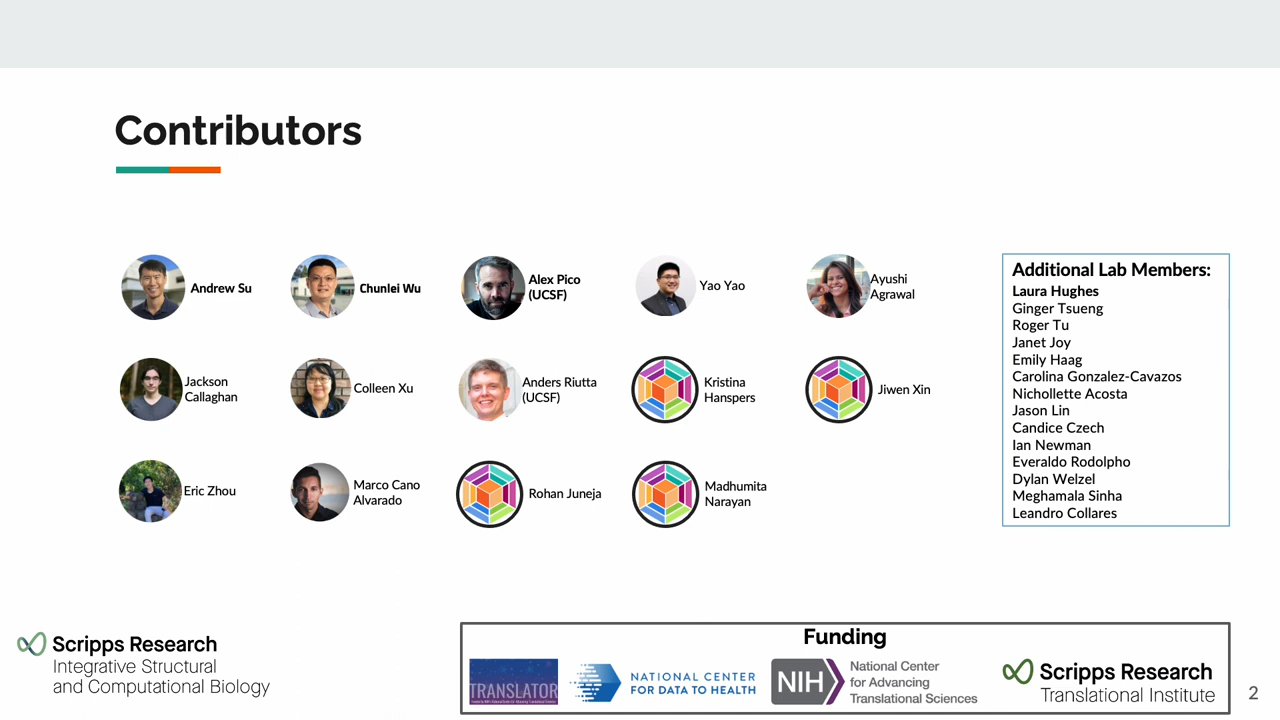 Contributors
Andrew Su
Chunlei Wu
Alex Pico
(UCSF)
Yao Yao
Ayushi
Agrawal
Jackson
Callaghan
Colleen Xu
Anders Riutta
(UCSF)
Kristina
Hanspers
Jiwen Xin
Eric Zhou
Marco Cano
Alvarado
Rohan Juneja
Madhumita
Narayan
Additional Lab Members:
Laura Hughes
Ginger Tsueng
Roger Tu
Janet Joy
Emily Haag
Carolina Gonzalez-Cavazos
Nichollette Acosta
Jason Lin
Candice Czech
Ian Newman
Everaldo Rodolpho
Dylan Welzel
Meghamala Sinha
Leandro Collares
Scripps Research
Integrative Structural
and Computational Biology
Funding
TRANSLATOR
NATIONAL CENTER
FOR DATA TO HEALTH
NIH
National Center
for Advancing
Translational Sciences
Scripps Research
Translational Institute
2